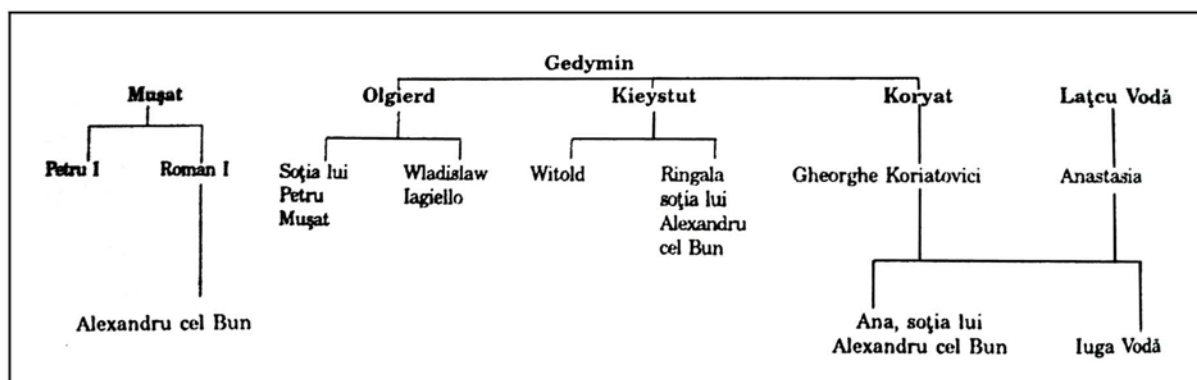 Gedymin
Mușat
Olgierd
Kieystut
Koryat
Lațcu Vodă
Petru I
Roman I
Soția lui
Petru
Mușat
Wladislaw
Iagiello
Witold
Ringala
soția lui
Alexandru
cel Bun
Gheorghe Koriatovici
Anastasia
Alexandru cel Bun
Ana, soția lui
Alexandru cel Bun
Iuga Vodă